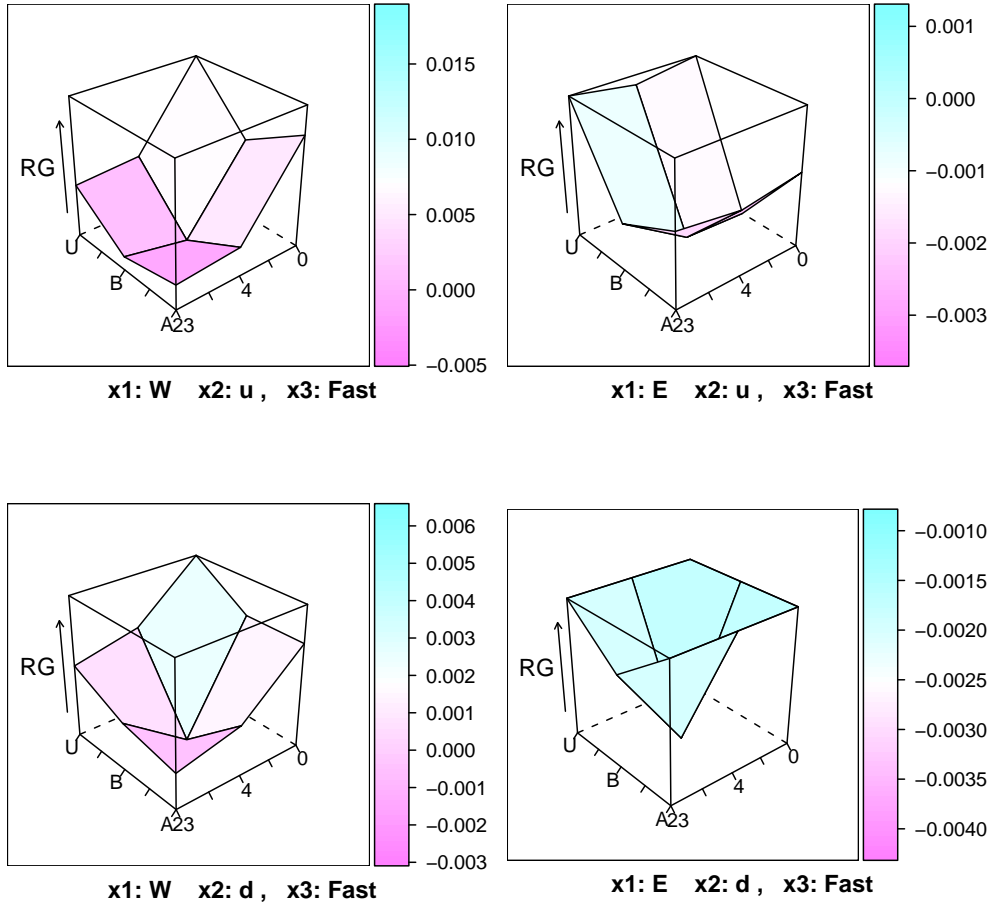 0.015
0.010
0.005
0.000
−0.005
RG
U
B
A23
4
0
x1: W x2: u , x3: Fast
0.001
0.000
−0.001
−0.002
−0.003
RG
U
B
A23
4
0
x1: E x2: u , x3: Fast
0.006
0.005
0.004
0.003
0.002
0.001
0.000
−0.001
−0.002
−0.003
RG
U
B
A23
4
0
x1: W x2: d , x3: Fast
−0.0010
−0.0015
−0.0020
−0.0025
−0.0030
−0.0035
−0.0040
RG
U
B
A23
4
0
x1: E x2: d , x3: Fast